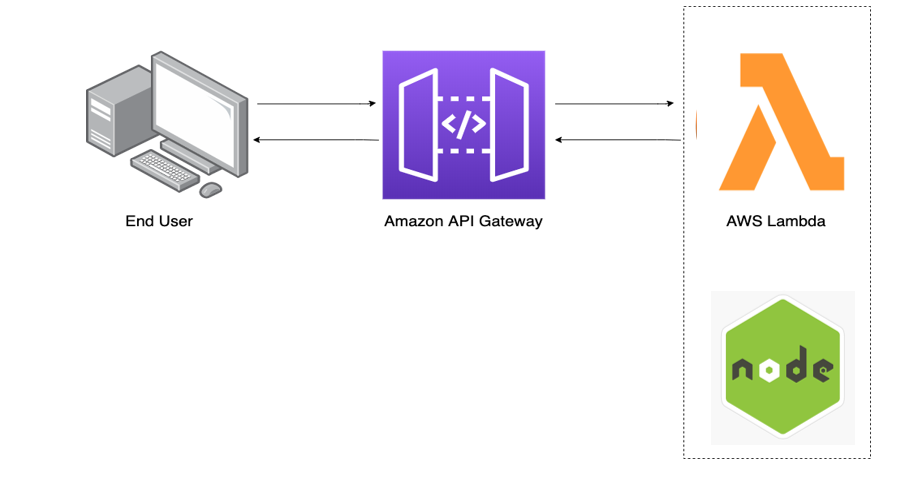 </>
End User
Amazon API Gateway
AWS Lambda
node